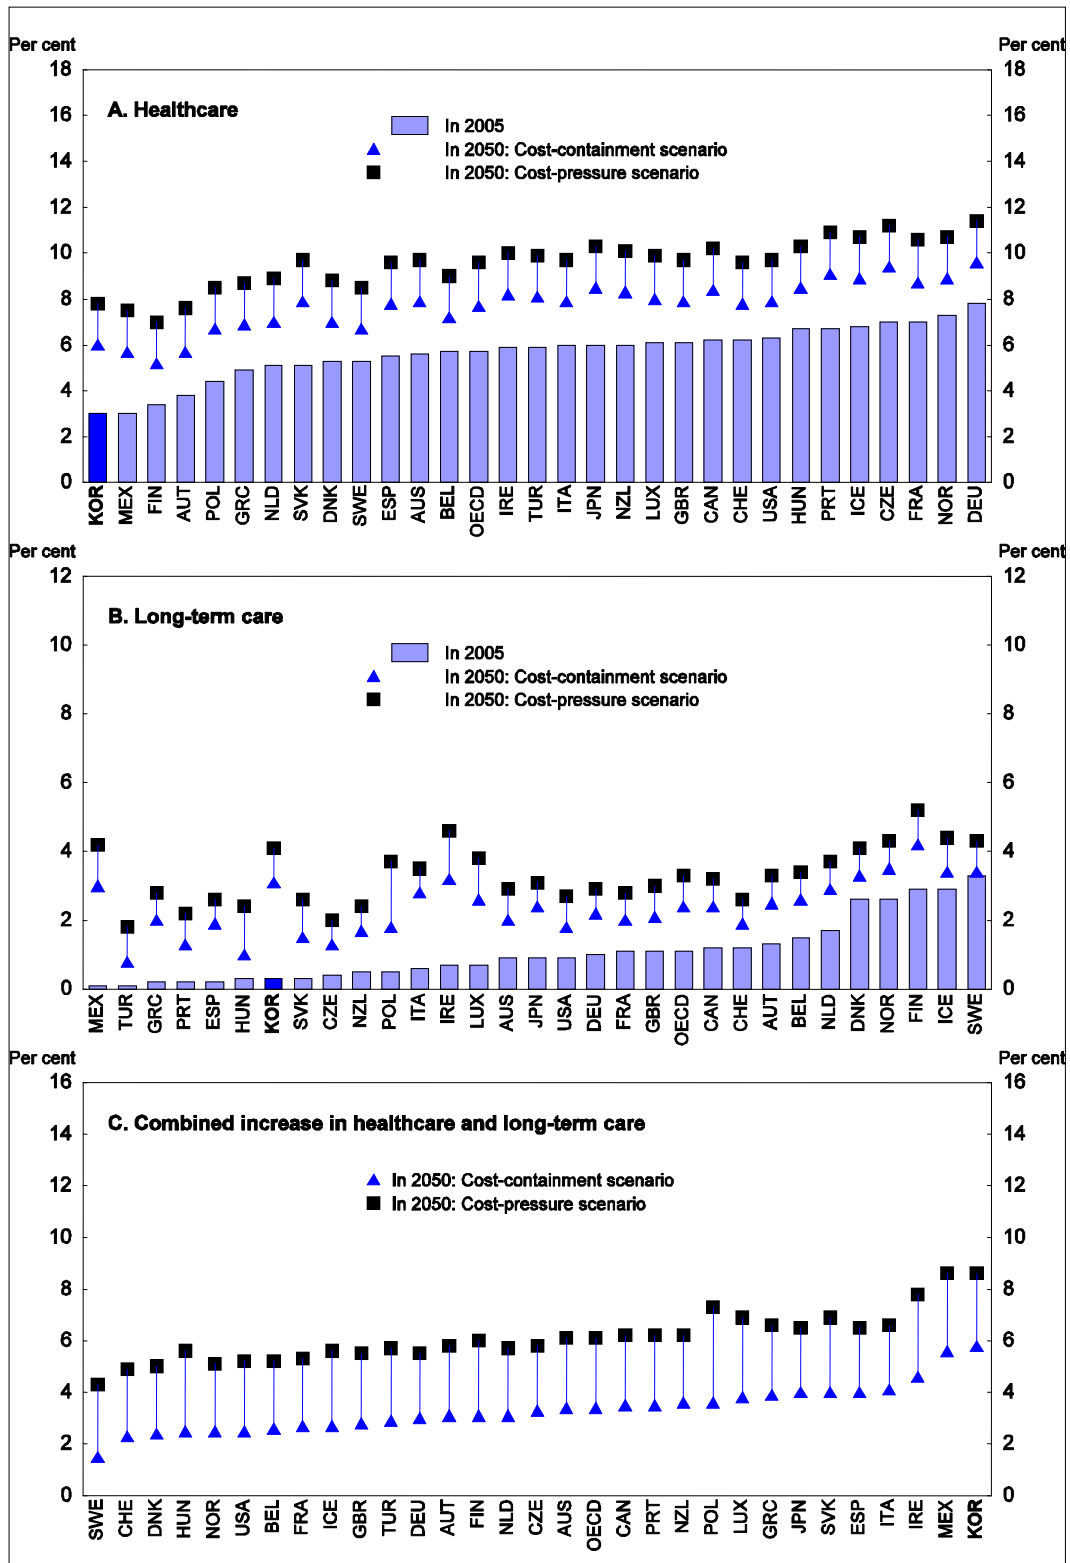 Per cent Per cent
18 18
16 16
A. Healthcare
In 2005
14 14
In 2050: Cost-containment scenario
In 2050: Cost-pressure scenario
12 12
10 10
8 8
6 6
4 4
2 2
0 0
KOR MEX FIN AUT POL GRC NLD SVK DNK SWE ESP AUS BEL OECD IRE TUR ITA JPN NZL LUX GBR CAN CHE USA HUN PRT ICE CZE FRA NOR DEU
Per cent Per cent
12 12
B. Long-term care
10 10
In 2005
In 2050: Cost-containment scenario
In 2050: Cost-pressure scenario
8 8
6 6
4 4
2 2
0 0
MEX TUR GRC PRT ESP HUN KOR SVK CZE NZL POL ITA IRE LUX AUS JPN USA DEU FRA GBR OECD CAN CHE AUT BEL NLD DNK NOR FIN ICE SWE
Per cent Per cent
16 16
C. Combined increase in healthcare and long-term care
14 14
In 2050: Cost-containment scenario
12 12
In 2050: Cost-pressure scenario
10 10
8 8
6 6
4 4
2 2
0 0
SWE CHE DNK HUN NOR USA BEL FRA ICE GBR TUR DEU AUT FIN NLD CZE AUS OECD CAN PRT NZL POL LUX GRC JPN SVK ESP ITA IRE MEX KOR